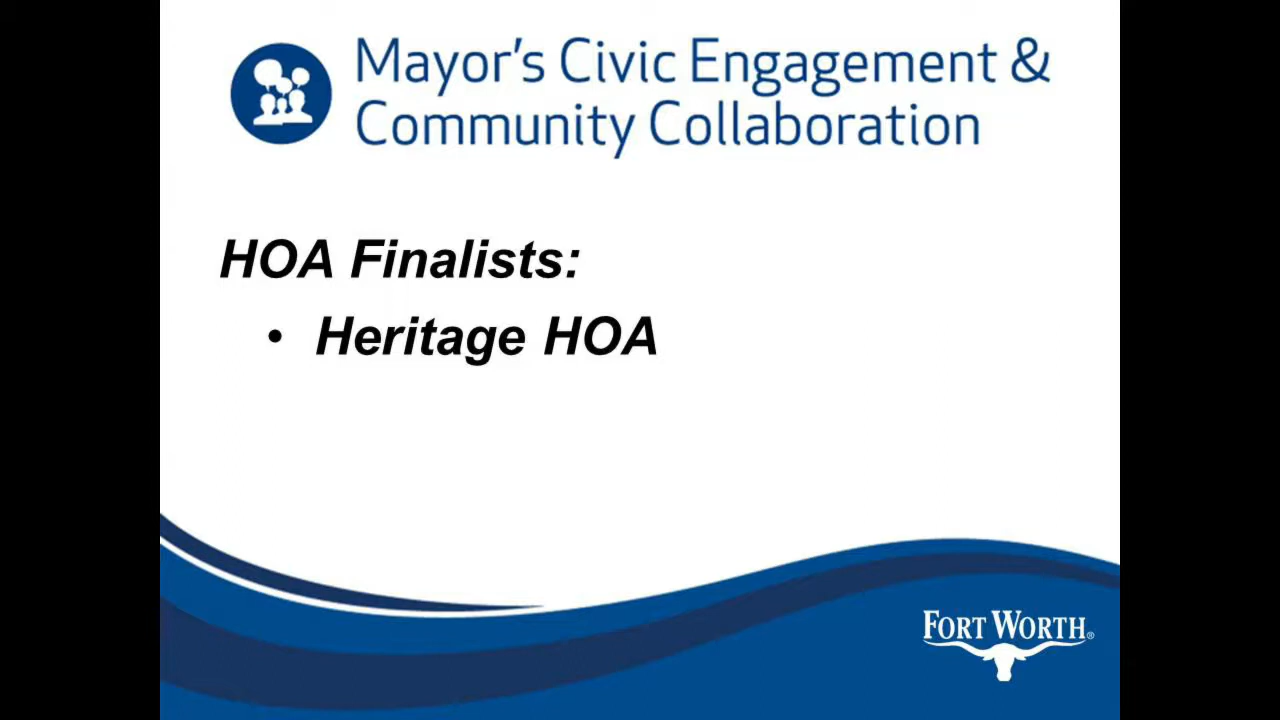 Mayor's Civic Engagement &
Community Collaboration
HOA Finalists:
• Heritage HOA
FORT WORTH®